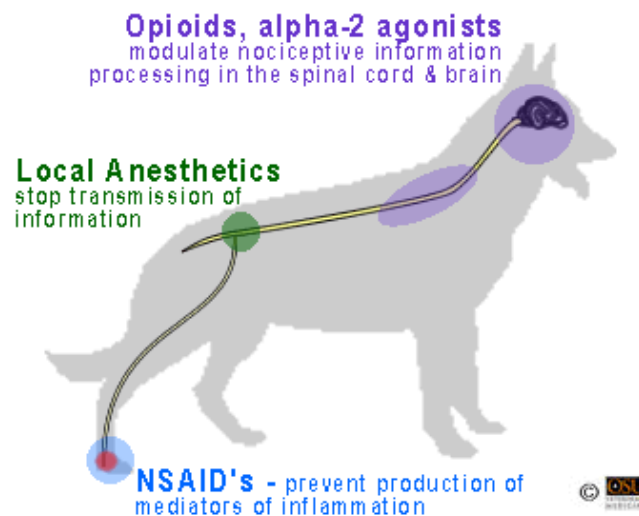 Opioids, alpha-2 agonists
modulate nociceptive information
processing in the spinal cord & brain
Local Anesthetics
stop transmission of
information
NSAID's - prevent production of
mediators of inflammation
© OSU